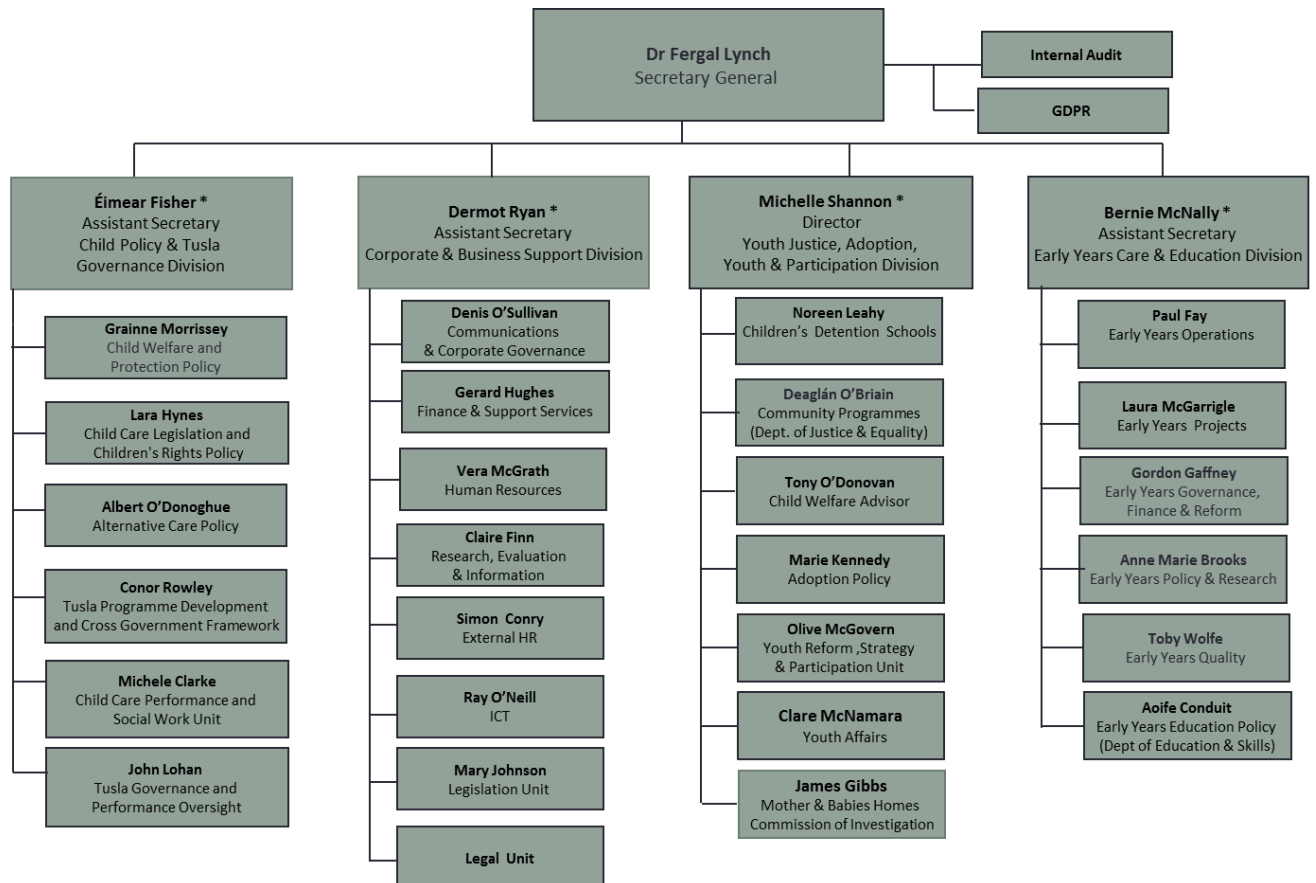 Dr Fergal Lynch
Secretary General
Internal Audit
GDPR
Éimear Fisher *
Assistant Secretary
Child Policy & Tusla
Governance Division
Grainne Morrissey
Child Welfare and
Protection Policy
Lara Hynes
Child Care Legislation and
Children's Rights Policy
Albert O’Donoghue
Alternative Care Policy
Conor Rowley
Tusla Programme Development
and Cross Government Framework
Michele Clarke
Child Care Performance and
Social Work Unit
John Lohan
Tusla Governance and
Performance Oversight
Dermot Ryan *
Assistant Secretary
Corporate & Business Support Division
Denis O’Sullivan
Communications
& Corporate Governance
Gerard Hughes
Finance & Support Services
Vera McGrath
Human Resources
Claire Finn
Research, Evaluation
& Information
Simon Conry
External HR
Ray O’Neill
ICT
Mary Johnson
Legislation Unit
Legal Unit
Michelle Shannon *
Director
Youth Justice, Adoption,
Youth & Participation Division
Noreen Leahy
Children’s Detention Schools
Deaglán O’Briain
Community Programmes
(Dept. of Justice & Equality)
Tony O’Donovan
Child Welfare Advisor
Marie Kennedy
Adoption Policy
Olive McGovern
Youth Reform ,Strategy
& Participation Unit
Clare McNamara
Youth Affairs
James Gibbs
Mother & Babies Homes
Commission of Investigation
Bernie McNally *
Assistant Secretary
Early Years Care & Education Division
Paul Fay
Early Years Operations
Laura McGarrigle
Early Years Projects
Gordon Gaffney
Early Years Governance,
Finance & Reform
Anne Marie Brooks
Early Years Policy & Research
Toby Wolfe
Early Years Quality
Aoife Conduit
Early Years Education Policy
(Dept of Education & Skills)